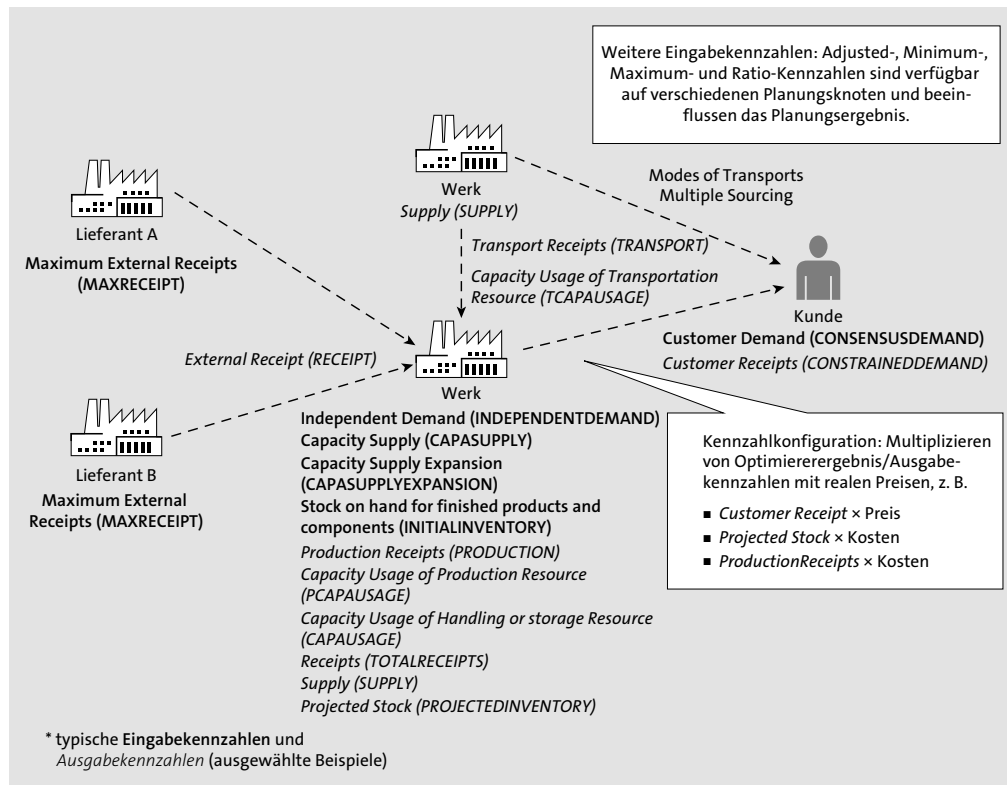 Weitere Eingabekennzahlen: Adjusted-, Minimum-,
Maximum- und Ratio-Kennzahlen sind verfügbar
auf verschiedenen Planungsknoten und beein-
flussen das Planungsergebnis.
Werk
Supply (SUPPLY)
Modes of Transports
Multiple Sourcing
Lieferant A
Maximum External Receipts
(MAXRECEIPT)
Transport Receipts (TRANSPORT)
Capacity Usage of Transportation
Resource (TCAPAUSAGE)
Kunde
Customer Demand (CONSENSUSDEMAND)
Customer Receipts (CONSTRAINEDDEMAND)
External Receipt (RECEIPT)
Werk
Lieferant B
Maximum External
Receipts (MAXRECEIPT)
Independent Demand (INDEPENDENTDEMAND)
Capacity Supply (CAPASUPPLY)
Capacity Supply Expansion
(CAPASUPPLYEXPANSION)
Stock on hand for finished products and
components (INITIALINVENTORY)
Production Receipts (PRODUCTION)
Capacity Usage of Production Resource
(PCAPAUSAGE)
Capacity Usage of Handling or storage Resource
(CAPAUSAGE)
Receipts (TOTALRECEIPTS)
Supply (SUPPLY)
Projected Stock (PROJECTEDINVENTORY)
Kennzahlkonfiguration: Multiplizieren
von Optimiererergebnis/Ausgabe-
kennzahlen mit realen Preisen, z. B.
■ Customer Receipt × Preis
■ Projected Stock × Kosten
■ ProductionReceipts × Kosten
* typische Eingabekennzahlen und
Ausgabekennzahlen (ausgewählte Beispiele)